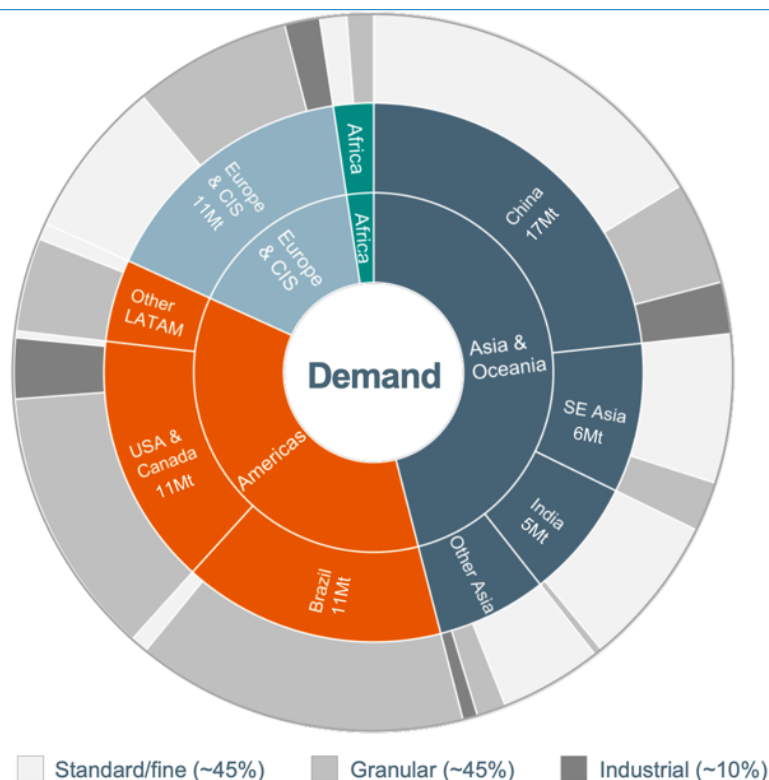 Demand
Asia &
Oceania
Americas
Europe
& CIS
Africa
China
17Mt
SE Asia
6Mt
India
5Mt
Other Asia
Brazil
11Mt
USA &
Canada
11Mt
Other
LATAM
Europe
& CIS
11Mt
Africa
Standard/fine (~45%)
Granular (~45%)
Industrial (~10%)